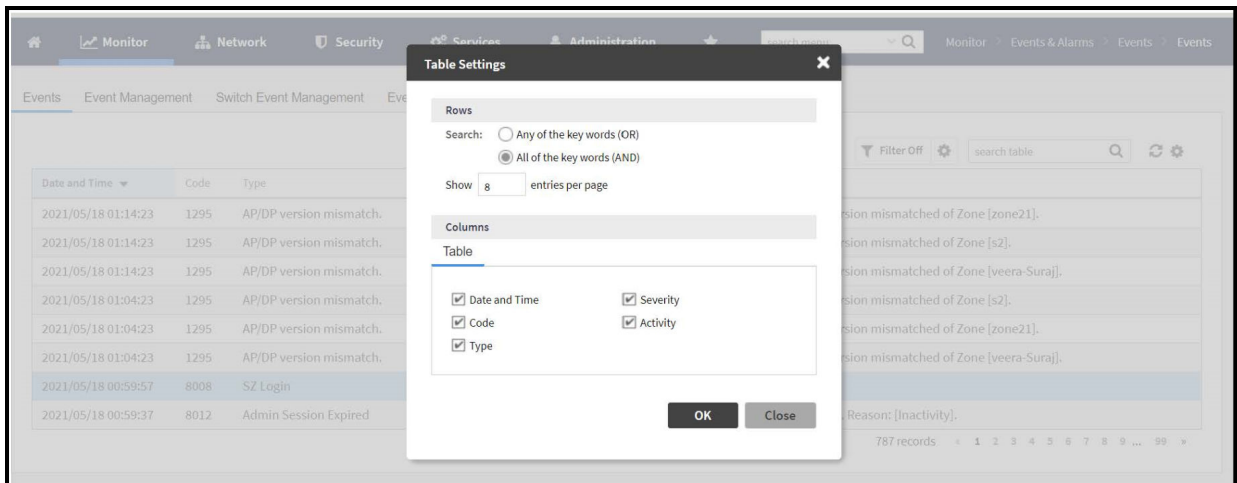 Monitor Network Security Services Administration search menu Monitor > Events & Alarms > Events > Events
Table Settings
Events Event Management Switch Event Management Eve
Rows
Search: Any of the key words (OR)
All of the key words (AND)
Filter Off search table
Show 8 entries per page
Date and Time Code Type
2021/05/18 01:14:23 1295 AP/DP version mismatch. rsion mismatched of Zone [zone21].
Columns
2021/05/18 01:14:23 1295 AP/DP version mismatch. rsion mismatched of Zone [s2].
Table
2021/05/18 01:14:23 1295 AP/DP version mismatch. rsion mismatched of Zone [veera-Suraj].
2021/05/18 01:04:23 1295 AP/DP version mismatch. rsion mismatched of Zone [s2].
Date and Time Severity
Code Activity
2021/05/18 01:04:23 1295 AP/DP version mismatch. rsion mismatched of Zone [zone21].
Type
2021/05/18 01:04:23 1295 AP/DP version mismatch. rsion mismatched of Zone [veera-Suraj].
2021/05/18 00:59:57 8008 SZ Login
2021/05/18 00:59:37 8012 Admin Session Expired , Reason: [Inactivity].
OK Close
787 records « 1 2 3 4 5 6 7 8 9 ... 99 »